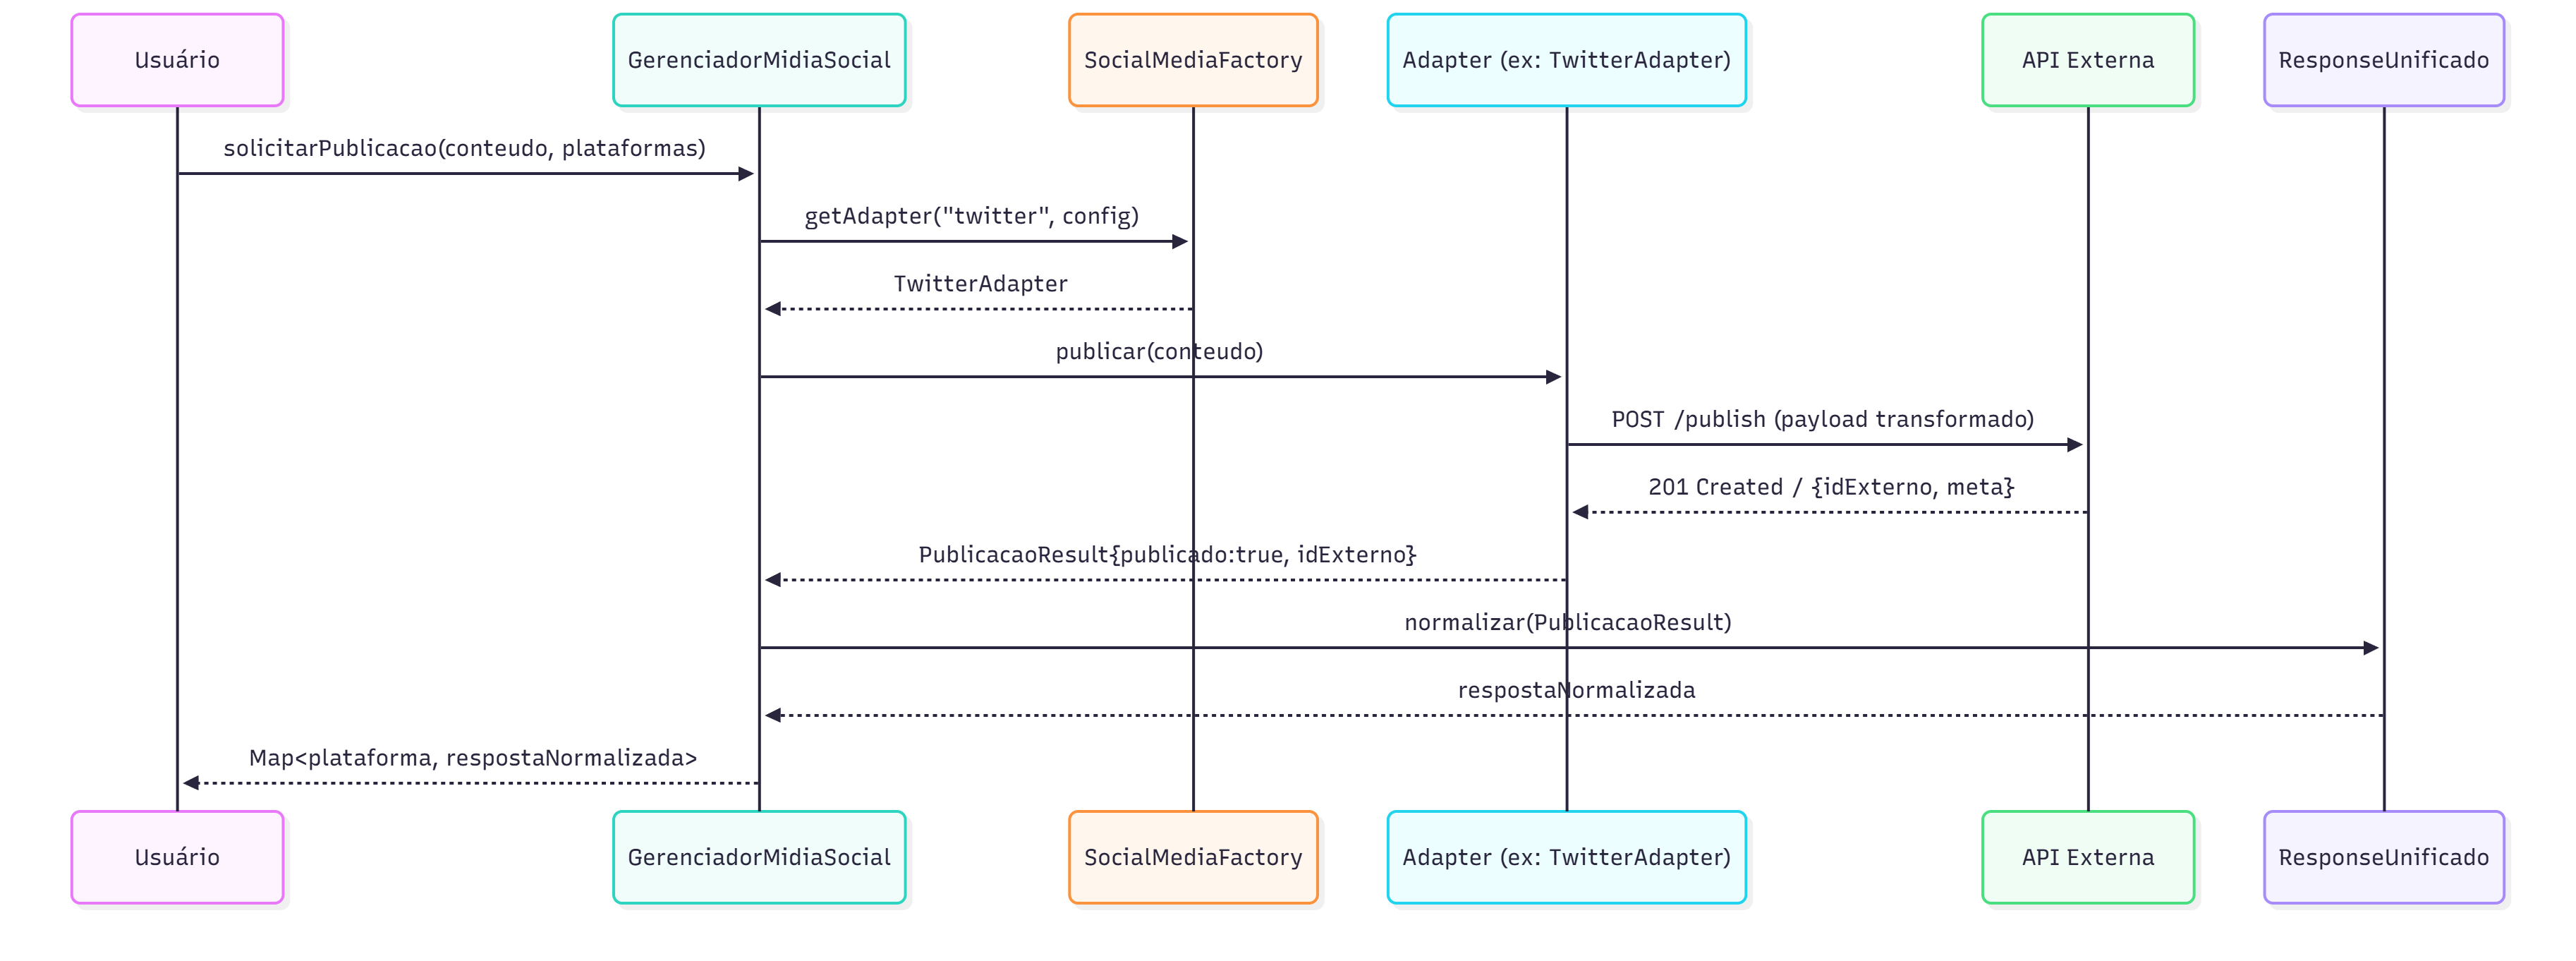 Usuário
GerenciadorMidiaSocial
SocialMediaFactory
Adapter (ex: TwitterAdapter)
API Externa
ResponseUnificado
solicitarPublicacao(conteudo, plataformas)
getAdapter("twitter", config)
TwitterAdapter
publicar(conteudo)
POST /publish (payload transformado)
201 Created / {idExterno, meta}
PublicacaoResult{publicado:true, idExterno}
normalizar(PublicacaoResult)
respostaNormalizada
Map<plataforma, respostaNormalizada>
Usuário
GerenciadorMidiaSocial
SocialMediaFactory
Adapter (ex: TwitterAdapter)
API Externa
ResponseUnificado